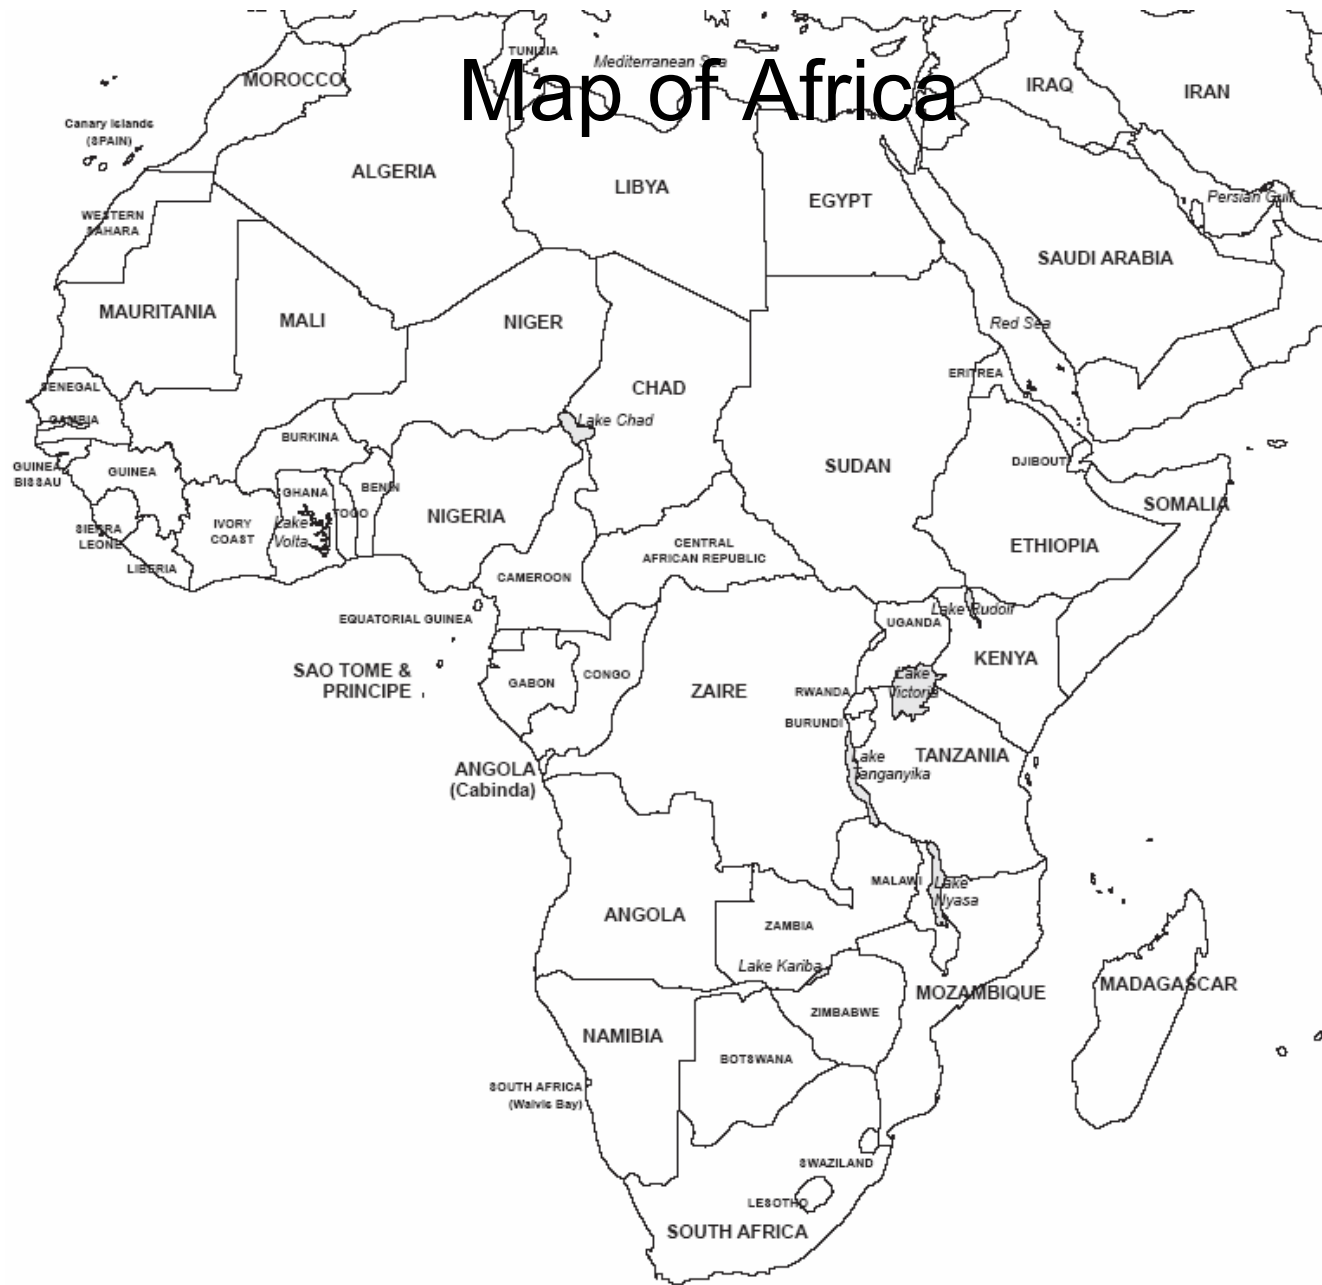 Map of Africa
TUNISIA
Mediterranean Sea
MOROCCO
IRAQ
IRAN
Canary Islands
(SPAIN)
ALGERIA
LIBYA
EGYPT
Persian Gulf
WESTERN
SAHARA
SAUDI ARABIA
MAURITANIA
MALI
NIGER
Red Sea
CHAD
ERITREA
SENEGAL
GAMBIA
Lake Chad
BURKINA
GUINEA
BISSAU
GUINEA
SUDAN
DJIBOUTI
BENIN
GHANA
TOGO
SOMALIA
NIGERIA
IVORY
COAST
Lake
Volta
SIERRA
LEONE
CENTRAL
AFRICAN REPUBLIC
ETHIOPIA
LIBERIA
CAMEROON
Lake Rudolf
EQUATORIAL GUINEA
UGANDA
KENYA
SAO TOME &
PRINCIPE
GABON
CONGO
ZAIRE
Lake
Victoria
RWANDA
BURUNDI
ANGOLA
(Cabinda)
Lake
Tanganyika
TANZANIA
MALAWI
Lake
Nyasa
ANGOLA
ZAMBIA
Lake Kariba
MOZAMBIQUE
MADAGASCAR
ZIMBABWE
NAMIBIA
BOTSWANA
SOUTH AFRICA
(Walvis Bay)
SWAZILAND
LESOTHO
SOUTH AFRICA